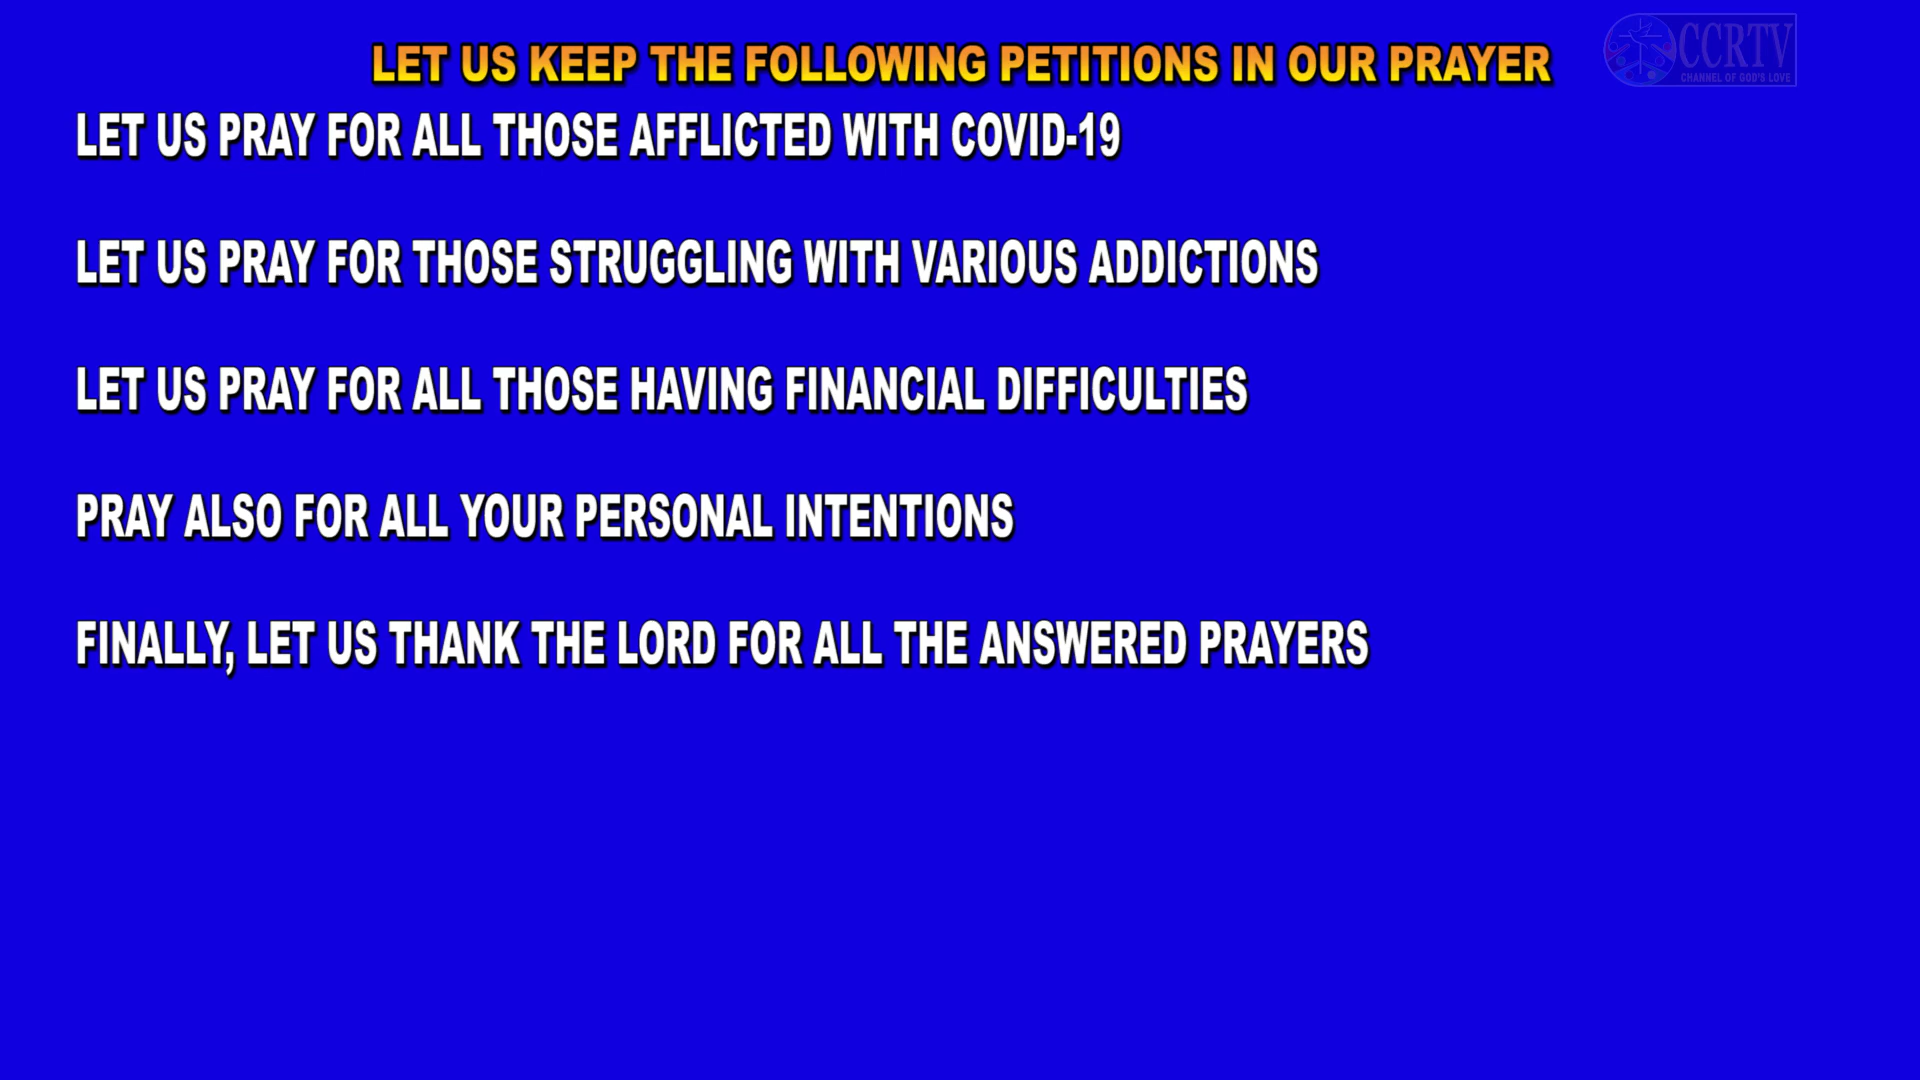 LET US KEEP THE FOLLOWING PETITIONS IN OUR PRAYER
CCRTV
CHANNEL OF GOD'S LOVE
LET US PRAY FOR ALL THOSE AFFLICTED WITH COVID-19
LET US PRAY FOR THOSE STRUGGLING WITH VARIOUS ADDICTIONS
LET US PRAY FOR ALL THOSE HAVING FINANCIAL DIFFICULTIES
PRAY ALSO FOR ALL YOUR PERSONAL INTENTIONS
FINALLY, LET US THANK THE LORD FOR ALL THE ANSWERED PRAYERS